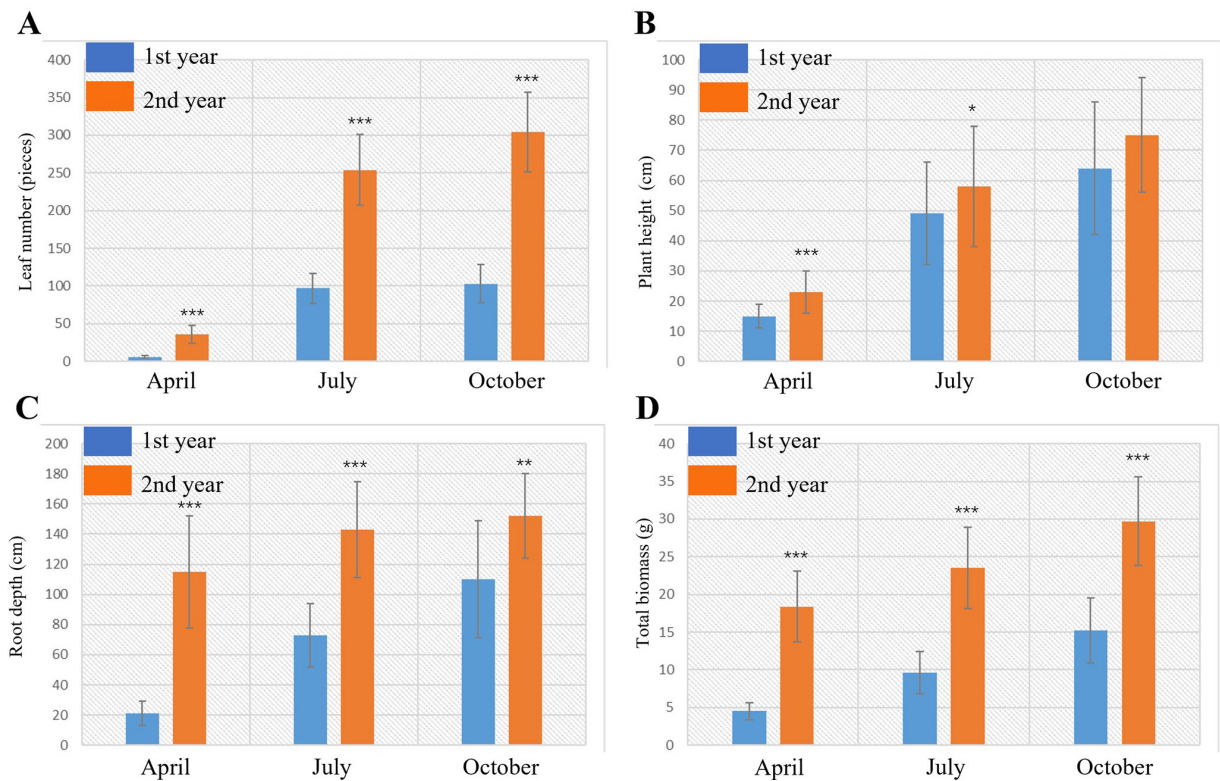 A
1st year
2nd year
Leaf number (pieces)
400
350
300
250
200
150
100
50
0
***
***
***
April July October
B
1st year
2nd year
Plant height (cm)
100
90
80
70
60
50
40
30
20
10
0
***
*
April July October
C
1st year
2nd year
Root depth (cm)
200
180
160
140
120
100
80
60
40
20
0
***
***
**
April July October
D
1st year
2nd year
Total biomass (g)
40
35
30
25
20
15
10
5
0
***
***
***
April July October